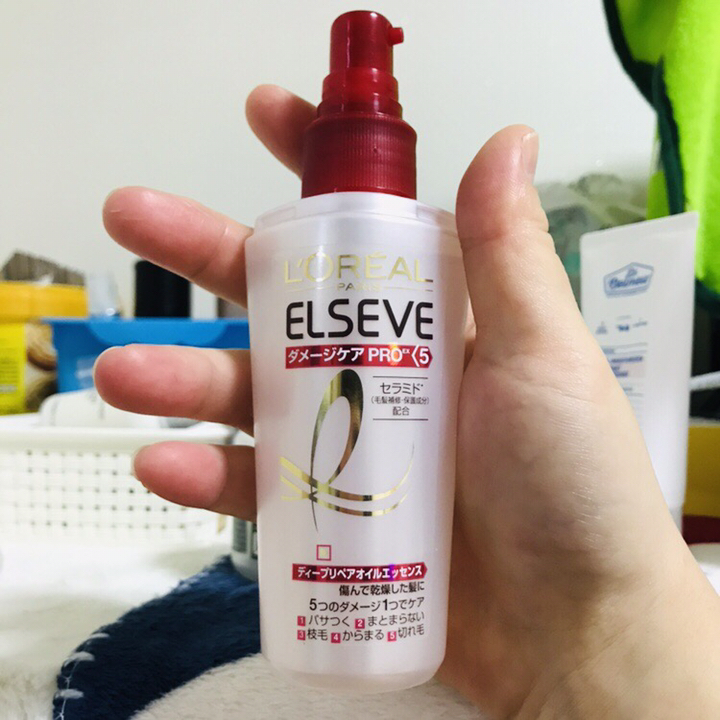 L'ORÉAL
PARIS
ELSEVE
ダメージケア PRO EX 5
セラミド*
(毛髪補修・保護成分)
配合
ディープリペアオイルエッセンス
傷んで乾燥した髪に
5つのダメージ1つでケア
1 パサつく 2 まとまらない
3 枝毛 4 からまる 5 切れ毛